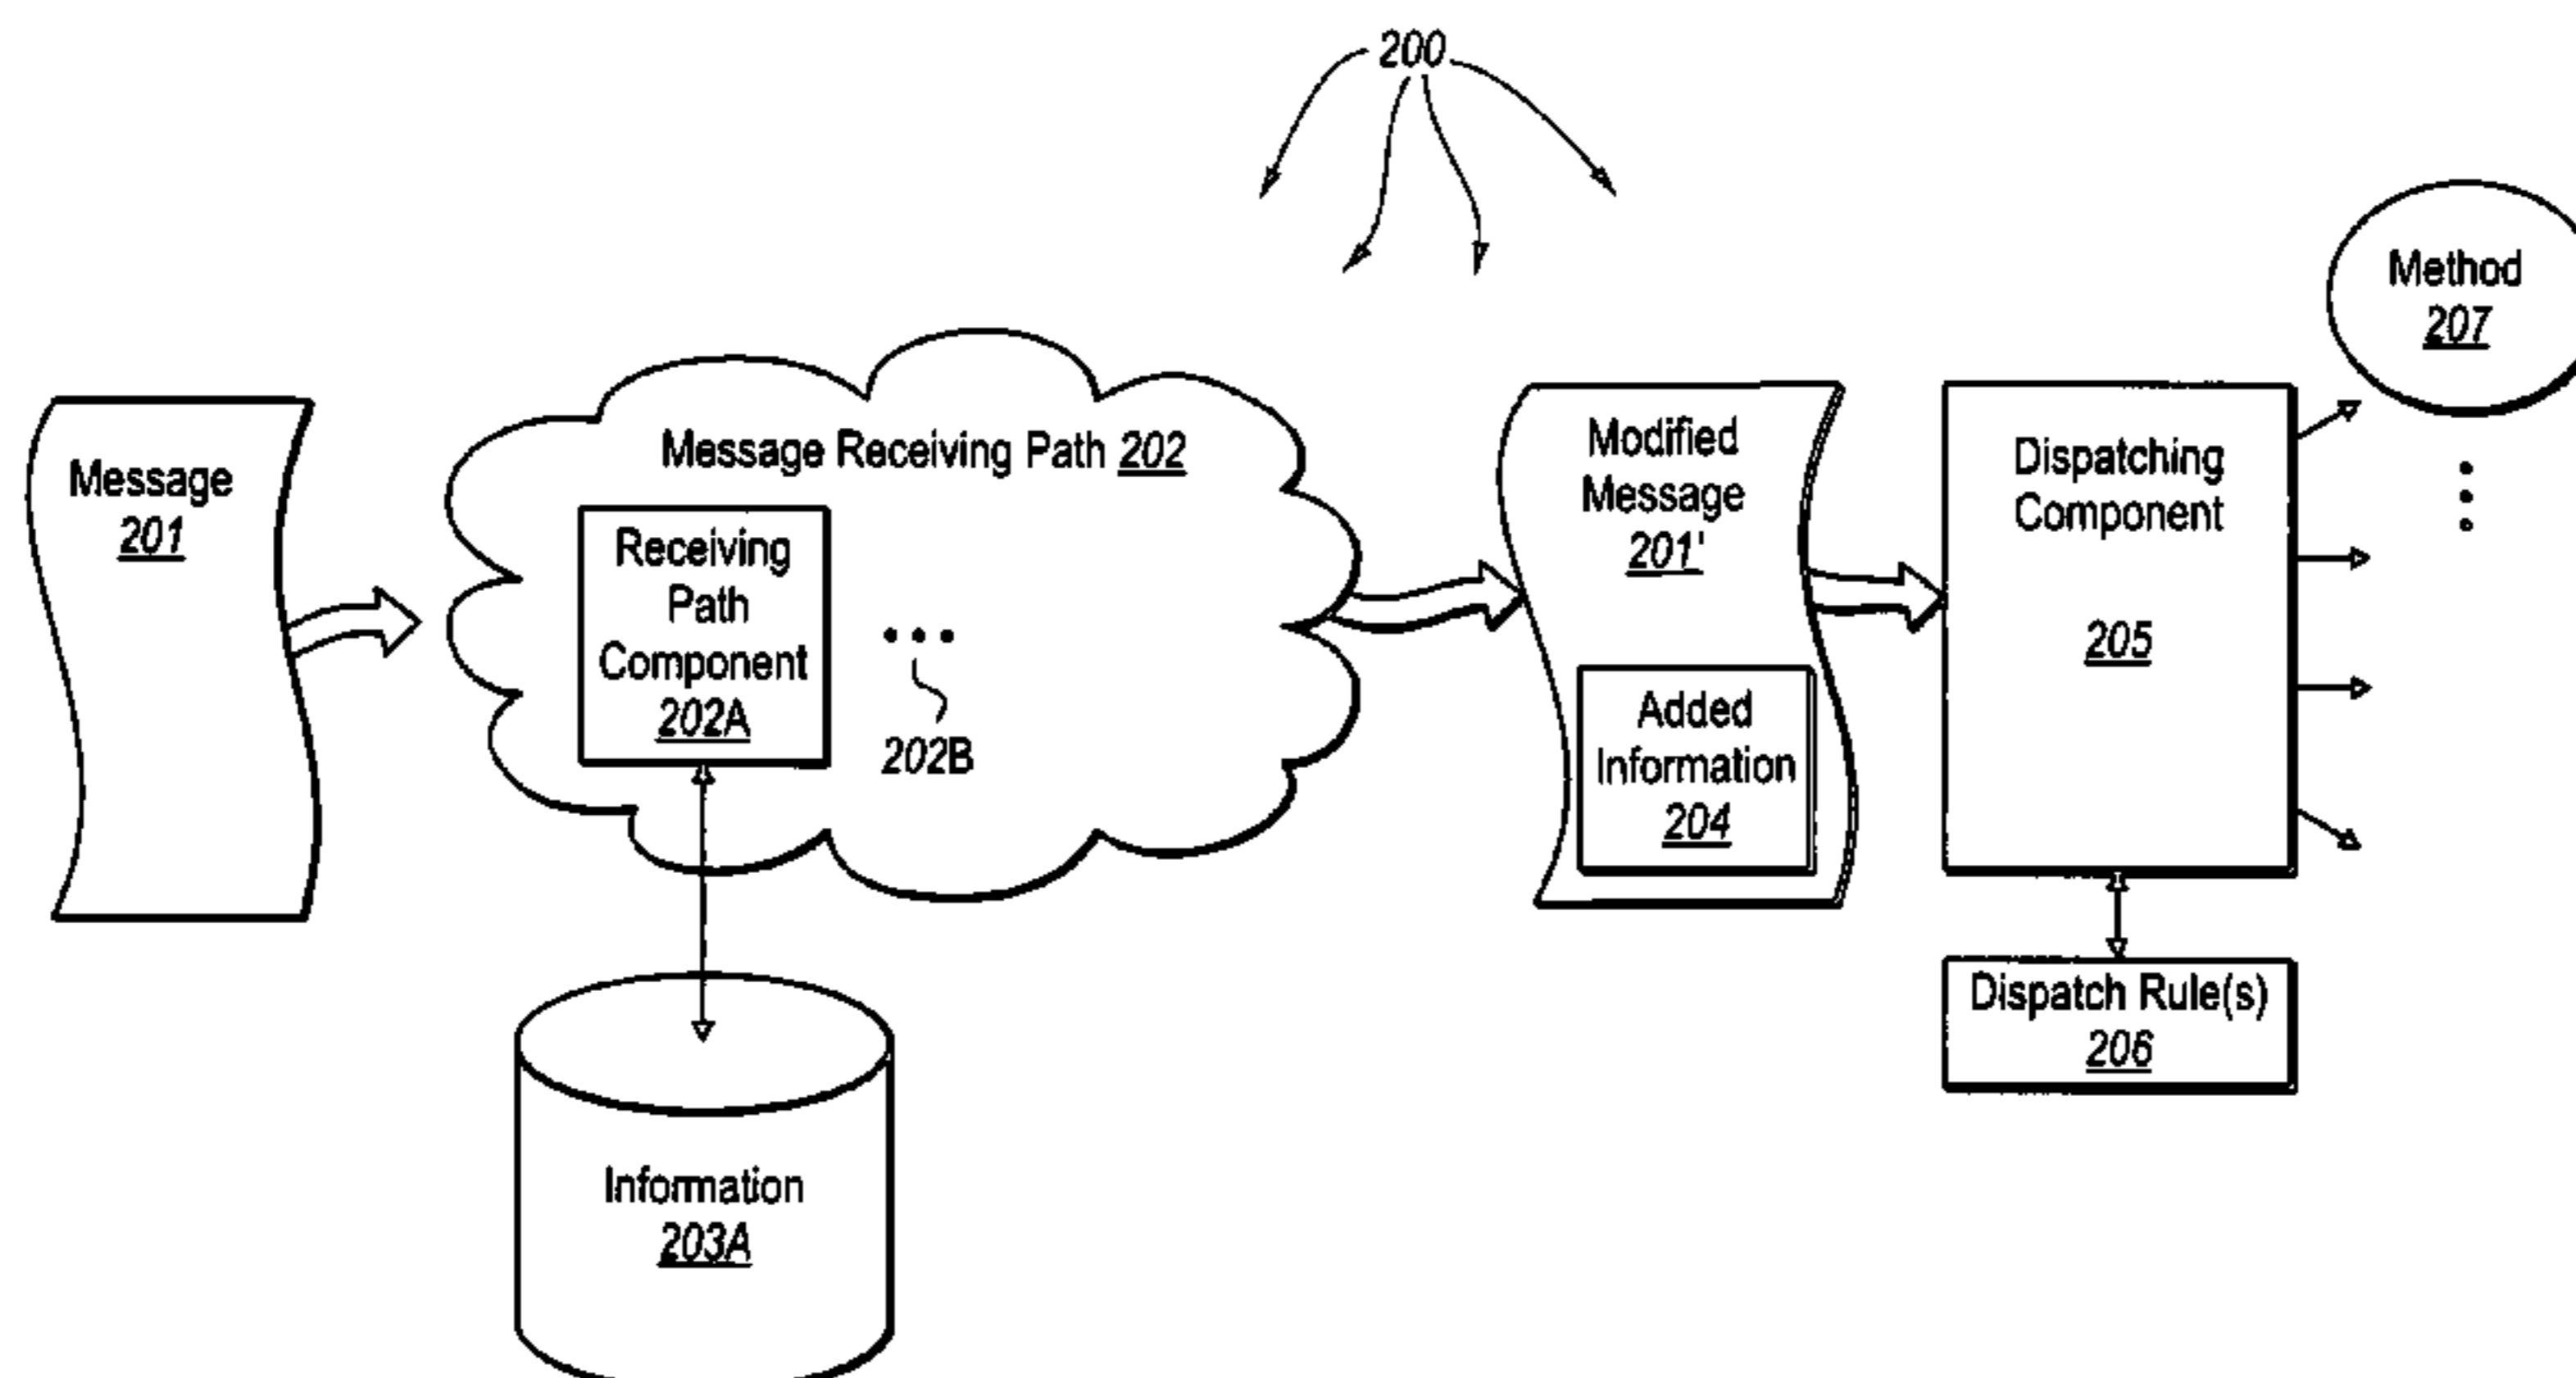 200
Message
201
Message Receiving Path 202
Receiving
Path
Component
202A
202B
Information
203A
Modified
Message
201'
Added
Information
204
Dispatching
Component
205
Dispatch Rule(s)
206
Method
207